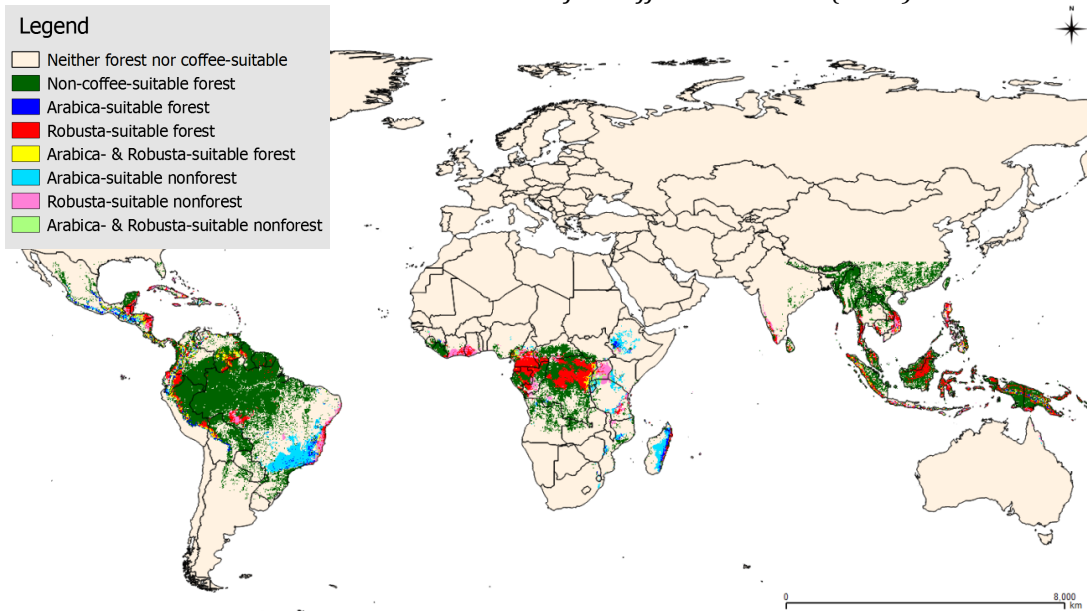 Legend
Neither forest nor coffee-suitable
Non-coffee-suitable forest
Arabica-suitable forest
Robusta-suitable forest
Arabica- & Robusta-suitable forest
Arabica-suitable nonforest
Robusta-suitable nonforest
Arabica- & Robusta-suitable nonforest
N
0 8,000
km